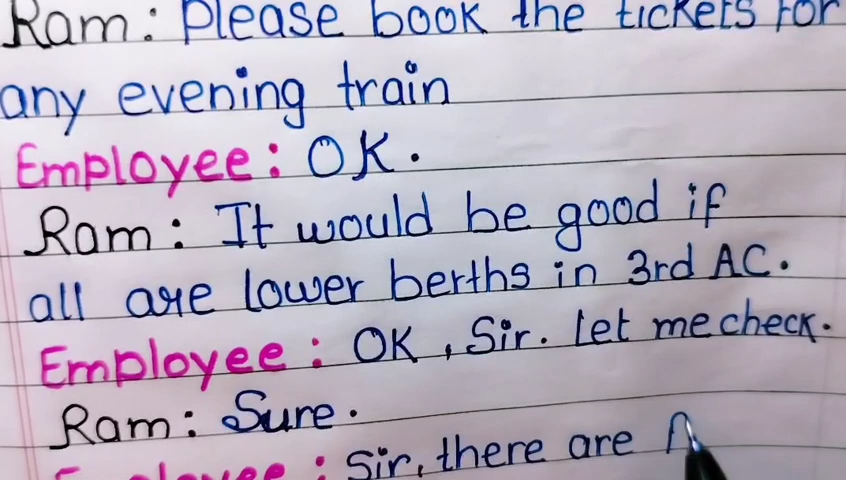 Ram: Please book the tickets for
any evening train
Employee: OK.
Ram: It would be good if
all are lower berths in 3rd AC.
Employee: OK, Sir. let me check.
Ram: Sure.
Employee: Sir, there are